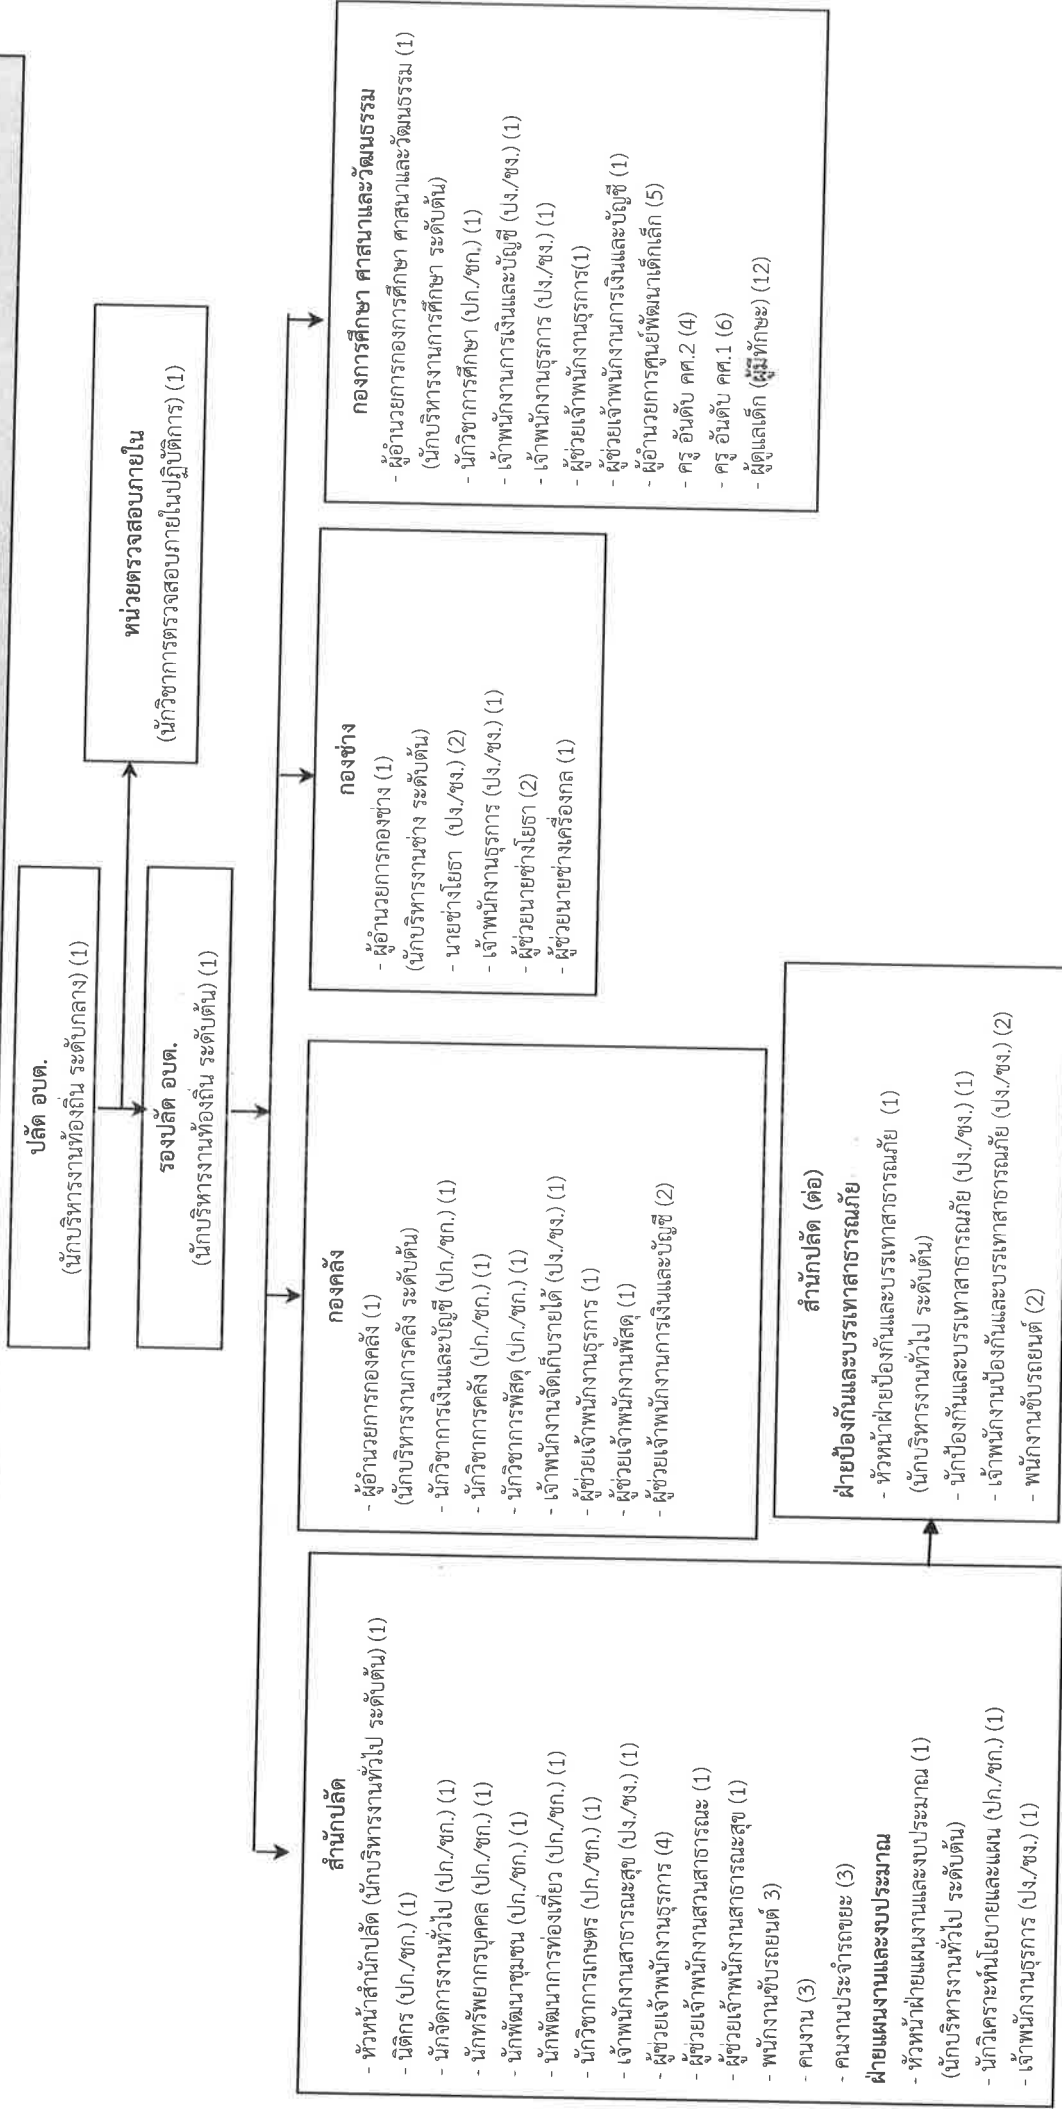 ปลัด อบต.
(นักบริหารงานท้องถิ่น ระดับกลาง) (1)
หน่วยตรวจสอบภายใน
(นักวิชาการตรวจสอบภายในปฏิบัติการ) (1)
รองปลัด อบต.
(นักบริหารงานท้องถิ่น ระดับต้น) (1)
สำนักปลัด
- หัวหน้าสำนักปลัด (นักบริหารงานทั่วไป ระดับต้น) (1)
- นิติกร (ปก./ชก.) (1)
- นักจัดการงานทั่วไป (ปก./ชก.) (1)
- นักทรัพยากรบุคคล (ปก./ชก.) (1)
- นักพัฒนาชุมชน (ปก./ชก.) (1)
- นักพัฒนาการท่องเที่ยว (ปก./ชก.) (1)
- นักวิชาการเกษตร (ปก./ชก.) (1)
- เจ้าพนักงานสาธารณะสุข (ปง./ชง.) (1)
- ผู้ช่วยเจ้าพนักงานธุรการ (4)
- ผู้ช่วยเจ้าพนักงานสวนสาธารณะ (1)
- ผู้ช่วยเจ้าพนักงานสาธารณะสุข (1)
- พนักงานขับรถยนต์ 3)
- คนงาน (3)
- คนงานประจำรถขยะ (3)
ฝ่ายแผนงานและงบประมาณ
- หัวหน้าฝ่ายแผนงานและงบประมาณ (1)
(นักบริหารงานทั่วไป ระดับต้น)
- นักวิเคราะห์นโยบายและแผน (ปก./ชก.) (1)
- เจ้าพนักงานธุรการ (ปง./ชง.) (1)
กองคลัง
- ผู้อำนวยการกองคลัง (1)
(นักบริหารงานการคลัง ระดับต้น)
- นักวิชาการเงินและบัญชี (ปก./ชก.) (1)
- นักวิชาการคลัง (ปก./ชก.) (1)
- นักวิชาการพัสดุ (ปก./ชก.) (1)
- เจ้าพนักงานจัดเก็บรายได้ (ปง./ชง.) (1)
- ผู้ช่วยเจ้าพนักงานธุรการ (1)
- ผู้ช่วยเจ้าพนักงานพัสดุ (1)
- ผู้ช่วยเจ้าพนักงานการเงินและบัญชี (2)
กองช่าง
- ผู้อำนวยการกองช่าง (1)
(นักบริหารงานช่าง ระดับต้น)
- นายช่างโยธา (ปง./ชง.) (2)
- เจ้าพนักงานธุรการ (ปง./ชง.) (1)
- ผู้ช่วยนายช่างโยธา (2)
- ผู้ช่วยนายช่างเครื่องกล (1)
กองการศึกษา ศาสนาและวัฒนธรรม
- ผู้อำนวยการกองการศึกษา ศาสนาและวัฒนธรรม (1)
(นักบริหารงานการศึกษา ระดับต้น)
- นักวิชาการศึกษา (ปก./ชก.) (1)
- เจ้าพนักงานการเงินและบัญชี (ปง./ชง.) (1)
- เจ้าพนักงานธุรการ (ปง./ชง.) (1)
- ผู้ช่วยเจ้าพนักงานธุรการ(1)
- ผู้ช่วยเจ้าพนักงานการเงินและบัญชี (1)
- ผู้อำนวยการศูนย์พัฒนาเด็กเล็ก (5)
- ครู อันดับ คศ.2 (4)
- ครู อันดับ คศ.1 (6)
- ผู้ดูแลเด็ก (ผู้มีทักษะ) (12)
สำนักปลัด (ต่อ)
ฝ่ายป้องกันและบรรเทาสาธารณภัย
- หัวหน้าฝ่ายป้องกันและบรรเทาสาธารณภัย (1)
(นักบริหารงานทั่วไป ระดับต้น)
- นักป้องกันและบรรเทาสาธารณภัย (ปง./ชง.) (1)
- เจ้าพนักงานป้องกันและบรรเทาสาธารณภัย (ปง./ชง.) (2)
- พนักงานขับรถยนต์ (2)